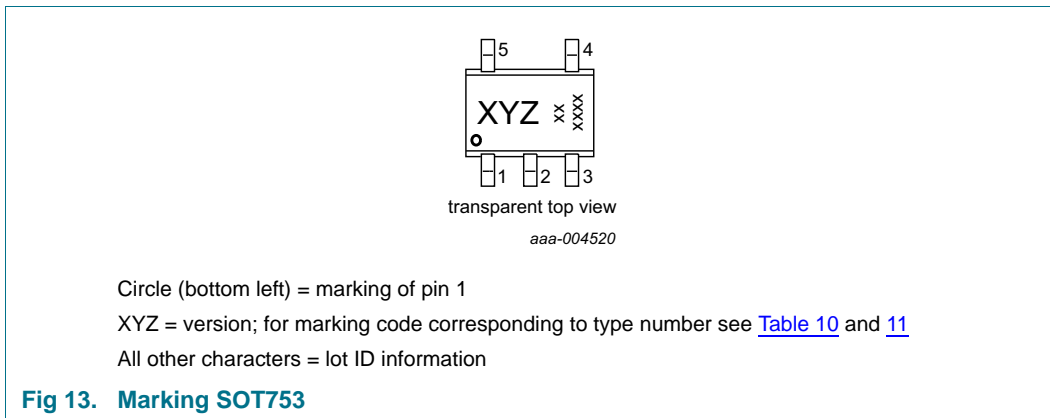 5 4
XYZ xx xxxx
1 2 3
transparent top view
aaa-004520
Circle (bottom left) = marking of pin 1
XYZ = version; for marking code corresponding to type number see Table 10 and 11
All other characters = lot ID information
Fig 13. Marking SOT753